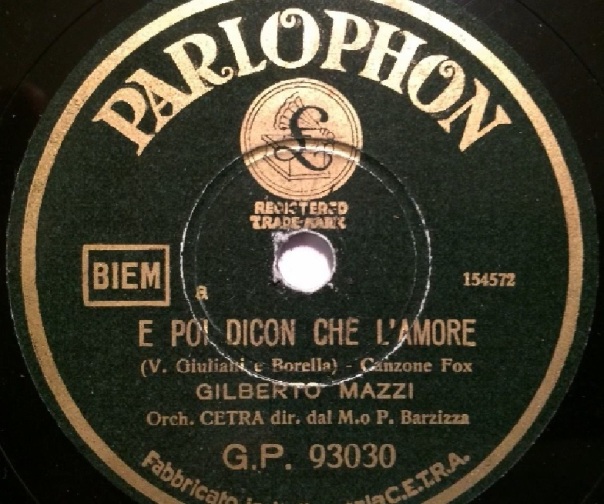 PARLOPHON
£
REGISTERED
TRADE-MARK
BIEM
a
154572
E POI DICON CHE L'AMORE
(V. Giuliani e Borella) - Canzone Fox
GILBERTO MAZZI
Orch. CETRA dir. dal M.o P. Barzizza
G.P. 93030
Fabbricato C.E.T.R.A.